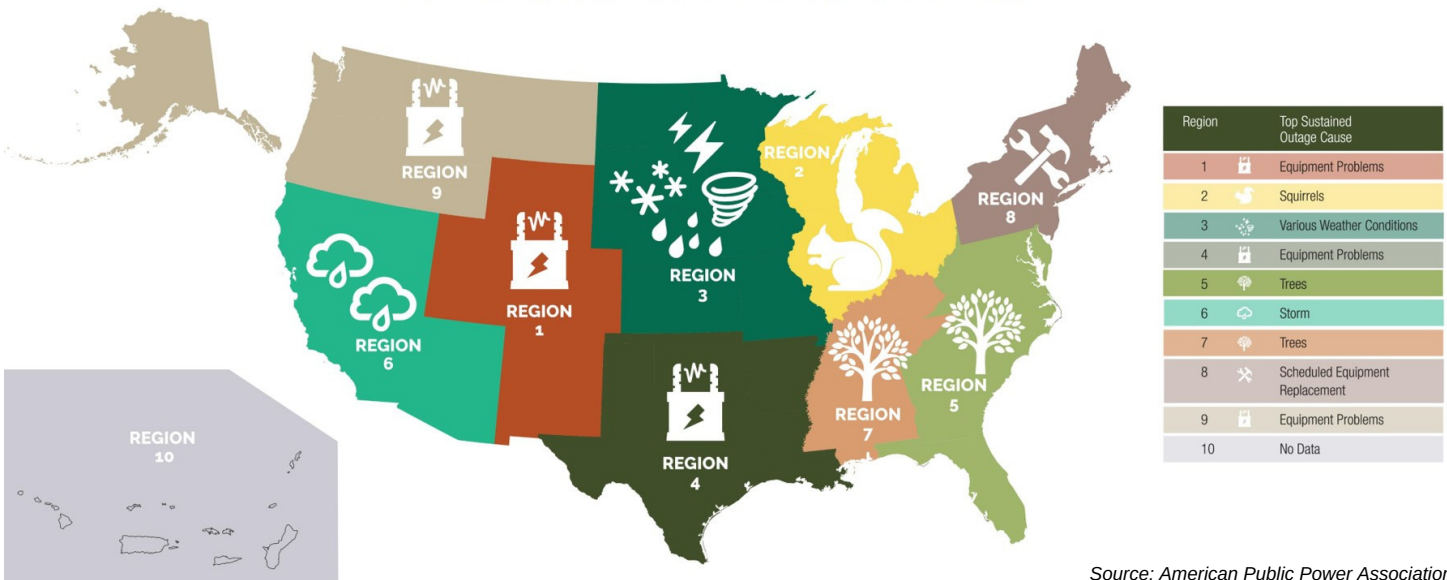 REGION
9
REGION
2
REGION
8
REGION
3
REGION
1
REGION
6
REGION
5
REGION
7
REGION
4
REGION
10
Region Top Sustained
Outage Cause
1 Equipment Problems
2 Squirrels
3 Various Weather Conditions
4 Equipment Problems
5 Trees
6 Storm
7 Trees
8 Scheduled Equipment
Replacement
9 Equipment Problems
10 No Data
Source: American Public Power Association